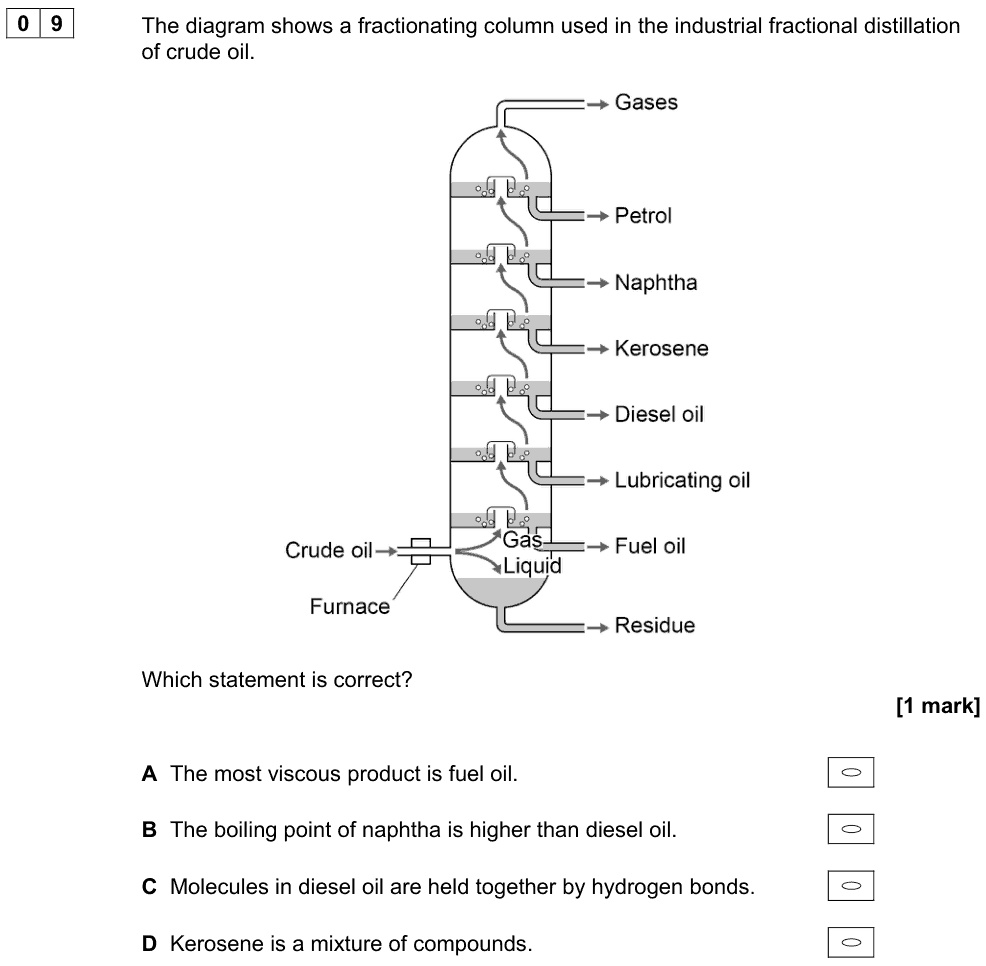 0 9
The diagram shows a fractionating column used in the industrial fractional distillation
of crude oil.
Gases
Petrol
Naphtha
Kerosene
Diesel oil
Lubricating oil
Gas
Crude oil
Fuel oil
Liquid
Furnace
Residue
Which statement is correct?
[1 mark]
A The most viscous product is fuel oil.
B The boiling point of naphtha is higher than diesel oil.
C Molecules in diesel oil are held together by hydrogen bonds.
D Kerosene is a mixture of compounds.